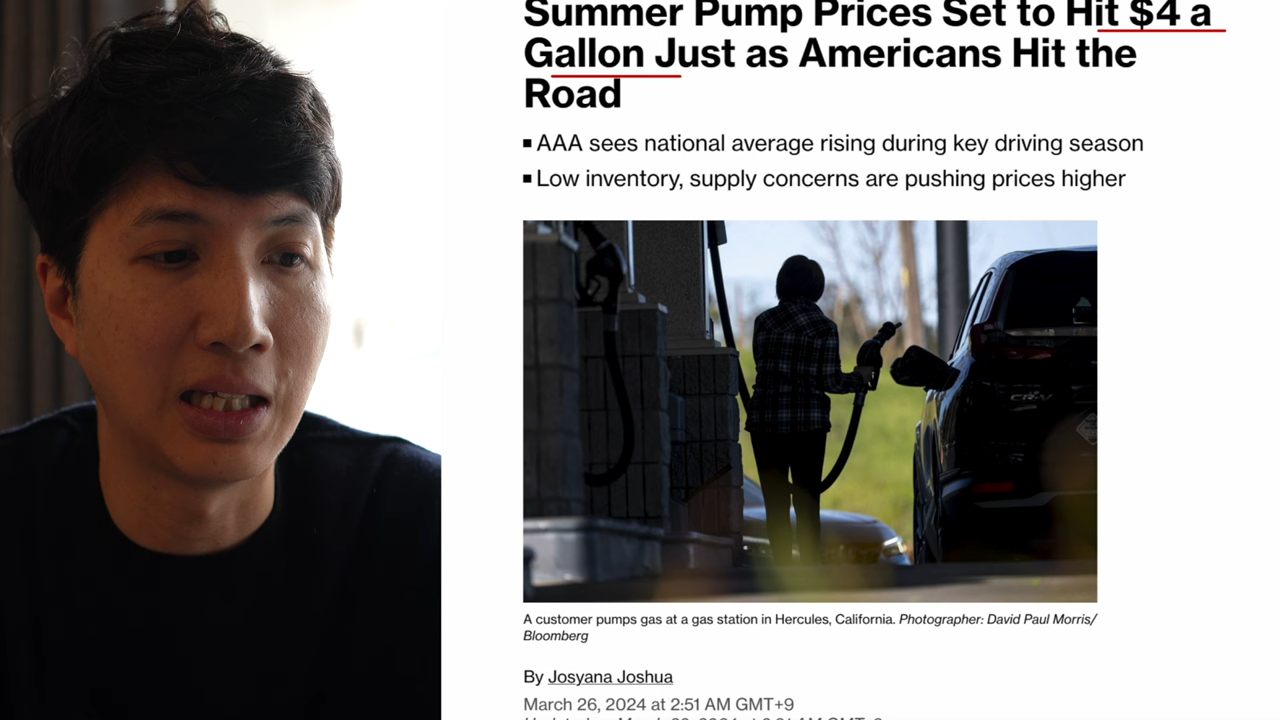 Summer Pump Prices Set to Hit $4 a
Gallon Just as Americans Hit the
Road
AAA sees national average rising during key driving season
Low inventory, supply concerns are pushing prices higher
CR-V
A customer pumps gas at a gas station in Hercules, California. Photographer: David Paul Morris/
Bloomberg
By Josyana Joshua
March 26, 2024 at 2:51 AM GMT+9